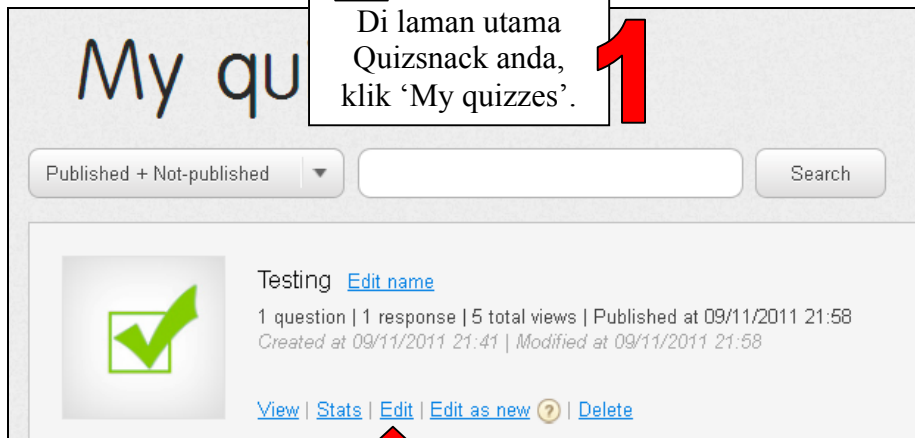 Di laman utama
Quizsnack anda,
klik ‘My quizzes’.
1
My qu
Published + Not-published
Search
Testing Edit name
1 question | 1 response | 5 total views | Published at 09/11/2011 21:58
Created at 09/11/2011 21:41 | Modified at 09/11/2011 21:58
View | Stats | Edit | Edit as new ? | Delete